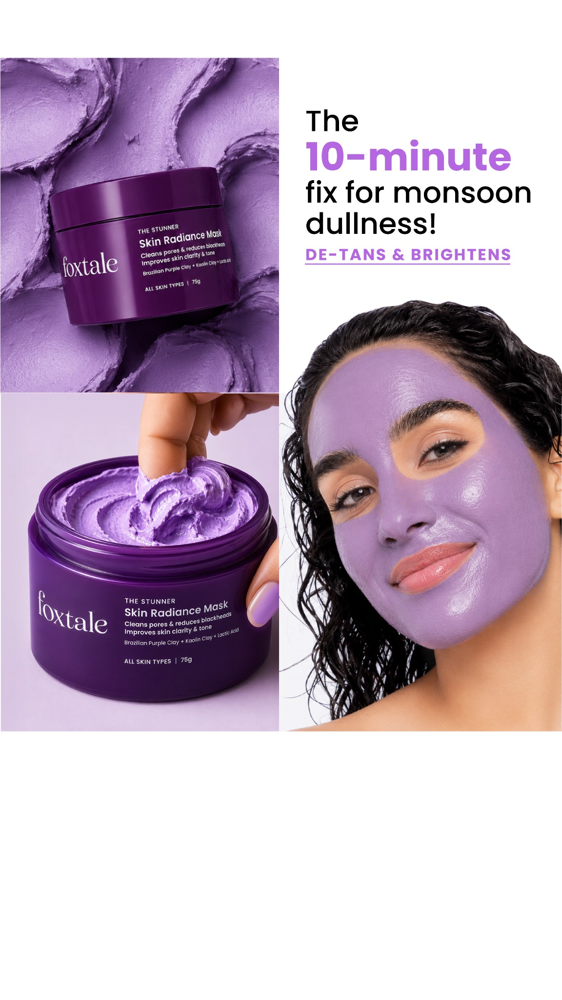 The
10-minute
fix for monsoon
dullness!
DE-TANS & BRIGHTENS
foxtale
THE STUNNER
Skin Radiance Mask
Cleans pores & reduces blackheads
Improves skin clarity & tone
Brazilian Purple Clay + Kaolin Clay + Lactic Acid
ALL SKIN TYPES | 75g
foxtale
THE STUNNER
Skin Radiance Mask
Cleans pores & reduces blackheads
Improves skin clarity & tone
Brazilian Purple Clay + Kaolin Clay + Lactic Acid
ALL SKIN TYPES | 75g